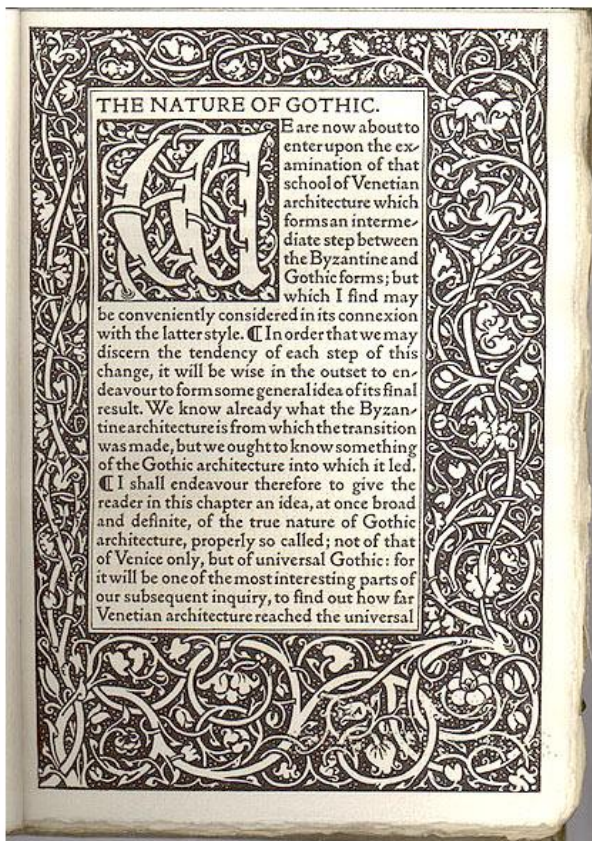 THE NATURE OF GOTHIC.
WE are now about to
enter upon the ex-
amination of that
school of Venetian
architecture which
forms an interme-
diate step between
the Byzantine and
Gothic forms; but
which I find may
be conveniently considered in its connexion
with the latter style. ¶ In order that we may
discern the tendency of each step of this
change, it will be wise in the outset to en-
deavour to form some general idea of its final
result. We know already what the Byzan-
tine architecture is from which the transition
was made, but we ought to know something
of the Gothic architecture into which it led.
¶ I shall endeavour therefore to give the
reader in this chapter an idea, at once broad
and definite, of the true nature of Gothic
architecture, properly so called; not of that
of Venice only, but of universal Gothic: for
it will be one of the most interesting parts of
our subsequent inquiry, to find out how far
Venetian architecture reached the universal